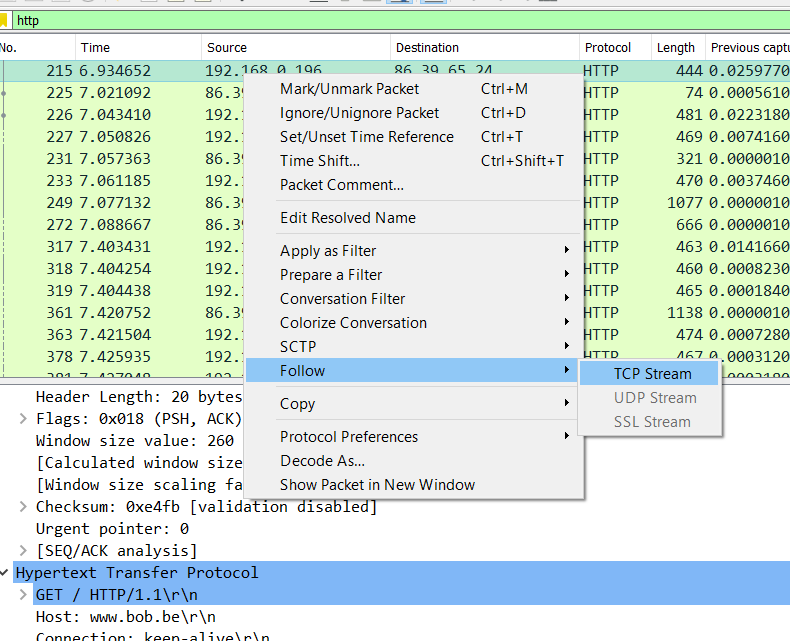 http
No. Time Source Destination Protocol Length Previous captu
215 6.934652 192.168.0.196 86.39.65.24 HTTP 444 0.0259770
225 7.021092 86.39 HTTP 74 0.0005610
226 7.043410 192.1 HTTP 481 0.0223180
227 7.050826 192.1 HTTP 469 0.0074160
231 7.057363 86.39 HTTP 321 0.0000010
233 7.061185 192.1 HTTP 470 0.0037460
249 7.077132 86.39 HTTP 1077 0.0000010
272 7.088667 86.39 HTTP 666 0.0000010
317 7.403431 192.1 HTTP 463 0.0141660
318 7.404254 192.1 HTTP 460 0.0008230
319 7.404438 192.1 HTTP 465 0.0001840
361 7.420752 86.39 HTTP 1138 0.0000010
363 7.421504 192.1 HTTP 474 0.0007280
378 7.425935 192.1 HTTP 467 0.0003120
Mark/Unmark Packet Ctrl+M
Ignore/Unignore Packet Ctrl+D
Set/Unset Time Reference Ctrl+T
Time Shift... Ctrl+Shift+T
Packet Comment...
Edit Resolved Name
Apply as Filter
Prepare a Filter
Conversation Filter
Colorize Conversation
SCTP
Follow
Copy
Protocol Preferences
Decode As...
Show Packet in New Window
TCP Stream
UDP Stream
SSL Stream
Header Length: 20 bytes
Flags: 0x018 (PSH, ACK)
Window size value: 260
[Calculated window size
[Window size scaling fa
Checksum: 0xe4fb [validation disabled]
Urgent pointer: 0
[SEQ/ACK analysis]
Hypertext Transfer Protocol
GET / HTTP/1.1\r\n
Host: www.bob.be\r\n
Connection: keep-alive\r\n